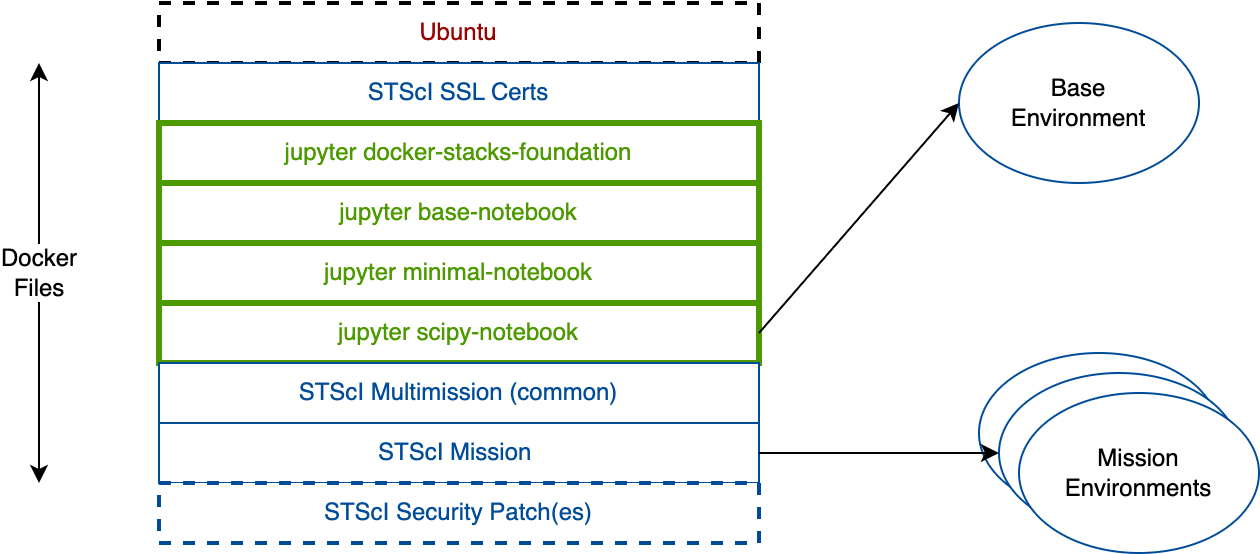 Ubuntu
STScI SSL Certs
jupyter docker-stacks-foundation
jupyter base-notebook
jupyter minimal-notebook
jupyter scipy-notebook
STScI Multimission (common)
STScI Mission
STScI Security Patch(es)
Docker
Files
Base
Environment
Mission
Environments